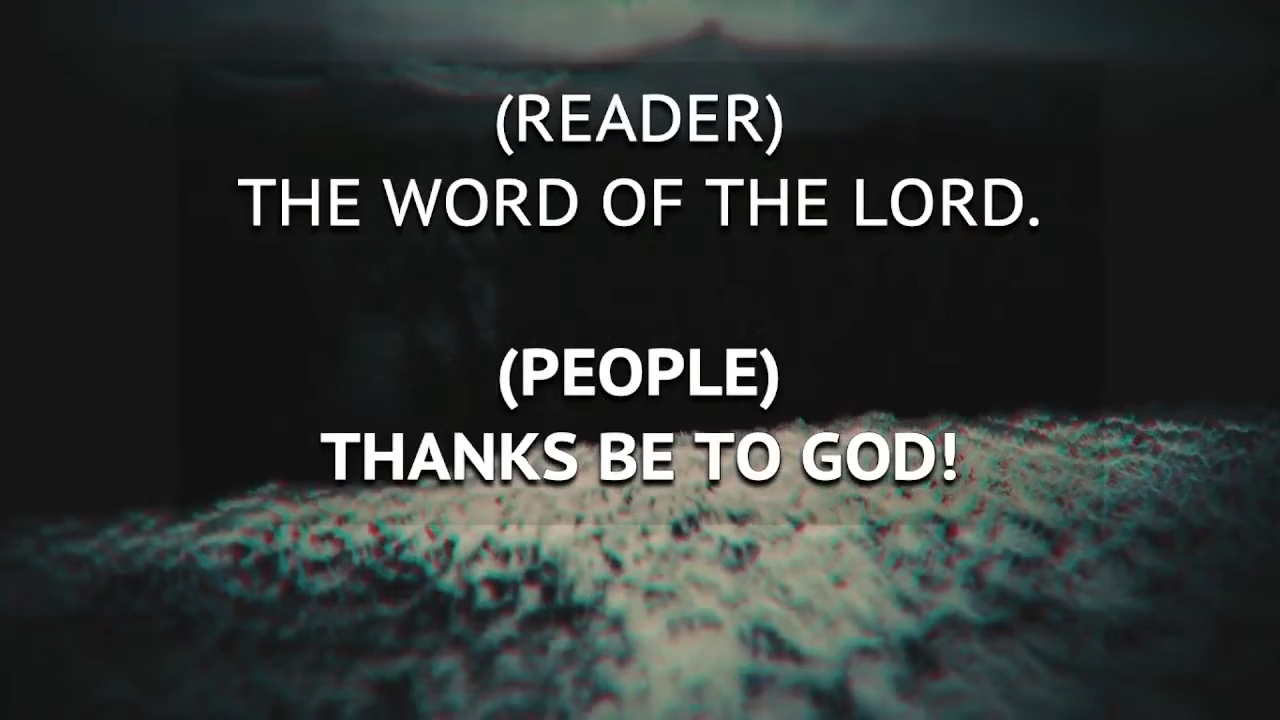 (READER)
THE WORD OF THE LORD.
(PEOPLE)
THANKS BE TO GOD!